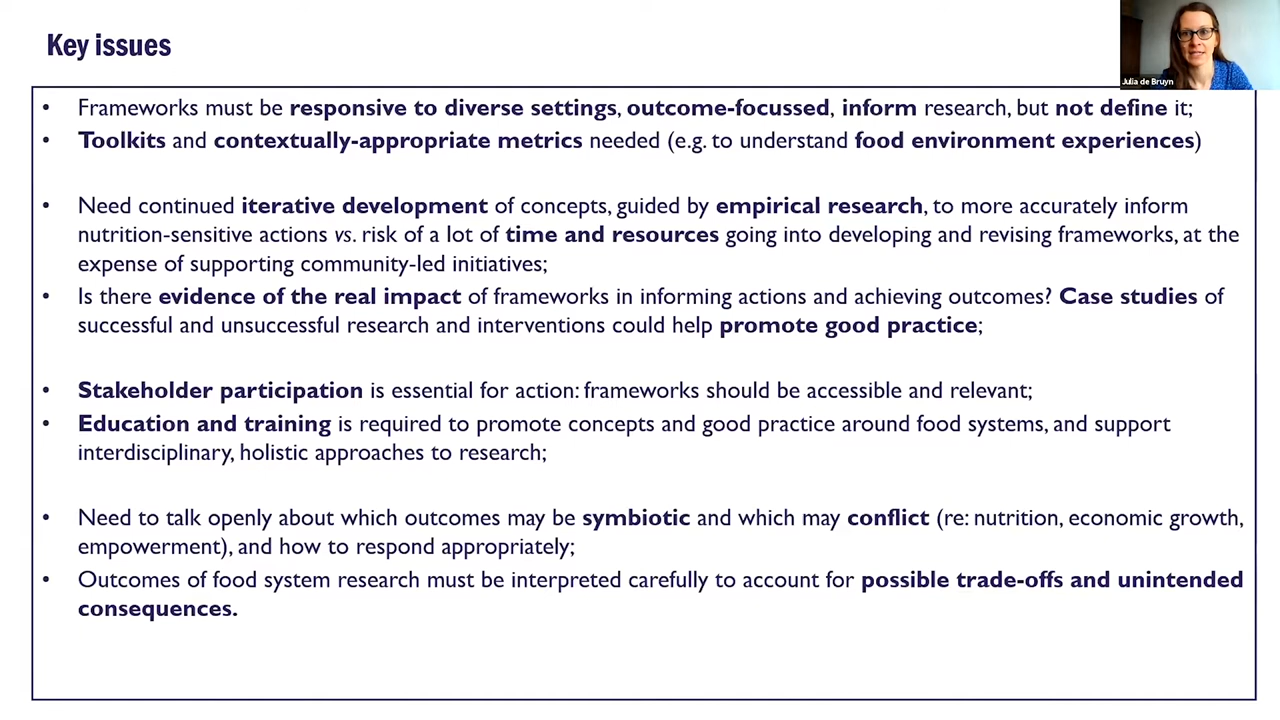 Key issues
Julia de Bruyn
• Frameworks must be responsive to diverse settings, outcome-focussed, inform research, but not define it;
• Toolkits and contextually-appropriate metrics needed (e.g. to understand food environment experiences)
• Need continued iterative development of concepts, guided by empirical research, to more accurately inform
nutrition-sensitive actions vs. risk of a lot of time and resources going into developing and revising frameworks, at the
expense of supporting community-led initiatives;
• Is there evidence of the real impact of frameworks in informing actions and achieving outcomes? Case studies of
successful and unsuccessful research and interventions could help promote good practice;
• Stakeholder participation is essential for action: frameworks should be accessible and relevant;
• Education and training is required to promote concepts and good practice around food systems, and support
interdisciplinary, holistic approaches to research;
• Need to talk openly about which outcomes may be symbiotic and which may conflict (re: nutrition, economic growth,
empowerment), and how to respond appropriately;
• Outcomes of food system research must be interpreted carefully to account for possible trade-offs and unintended
consequences.